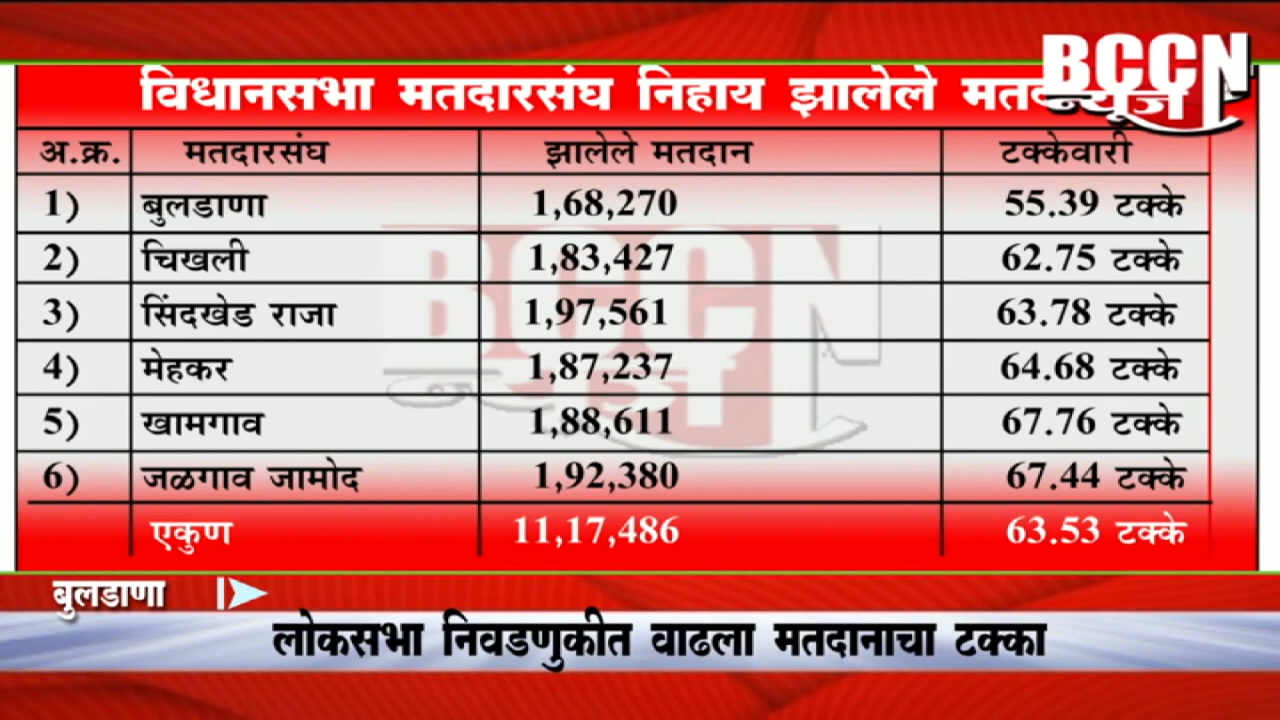 BCCN
न्यूज
विधानसभा मतदारसंघ निहाय झालेले
अ.क्र. मतदारसंघ झालेले मतदान टक्केवारी
1) बुलडाणा 1,68,270 55.39 टक्के
2) चिखली 1,83,427 62.75 टक्के
3) सिंदखेड राजा 1,97,561 63.78 टक्के
4) मेहकर 1,87,237 64.68 टक्के
5) खामगाव 1,88,611 67.76 टक्के
6) जळगाव जामोद 1,92,380 67.44 टक्के
एकुण 11,17,486 63.53 टक्के
बुलडाणा
लोकसभा निवडणुकीत वाढला मतदानाचा टक्का